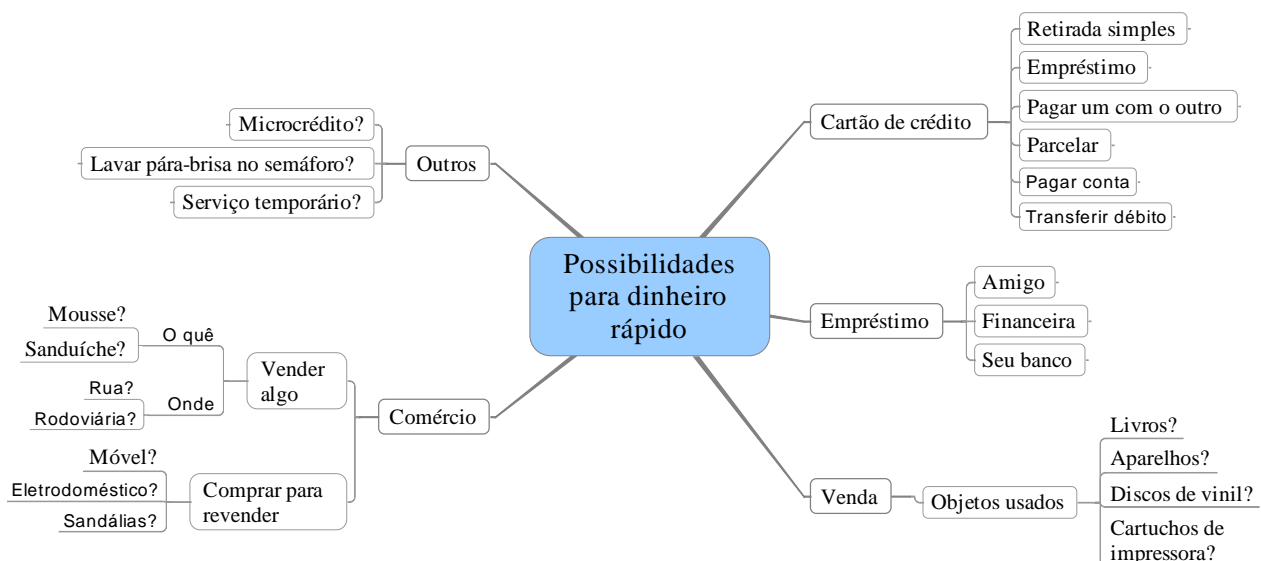 Possibilidades
para dinheiro
rápido
Cartão de crédito
Retirada simples
Empréstimo
Pagar um com o outro
Parcelar
Pagar conta
Transferir débito
Empréstimo
Amigo
Financeira
Seu banco
Venda
Objetos usados
Livros?
Aparelhos?
Discos de vinil?
Cartuchos de
impressora?
Outros
Microcrédito?
Lavar pára-brisa no semáforo?
Serviço temporário?
Comércio
Vender
algo
O quê
Mousse?
Sanduíche?
Onde
Rua?
Rodoviária?
Comprar para
revender
Móvel?
Eletrodoméstico?
Sandálias?